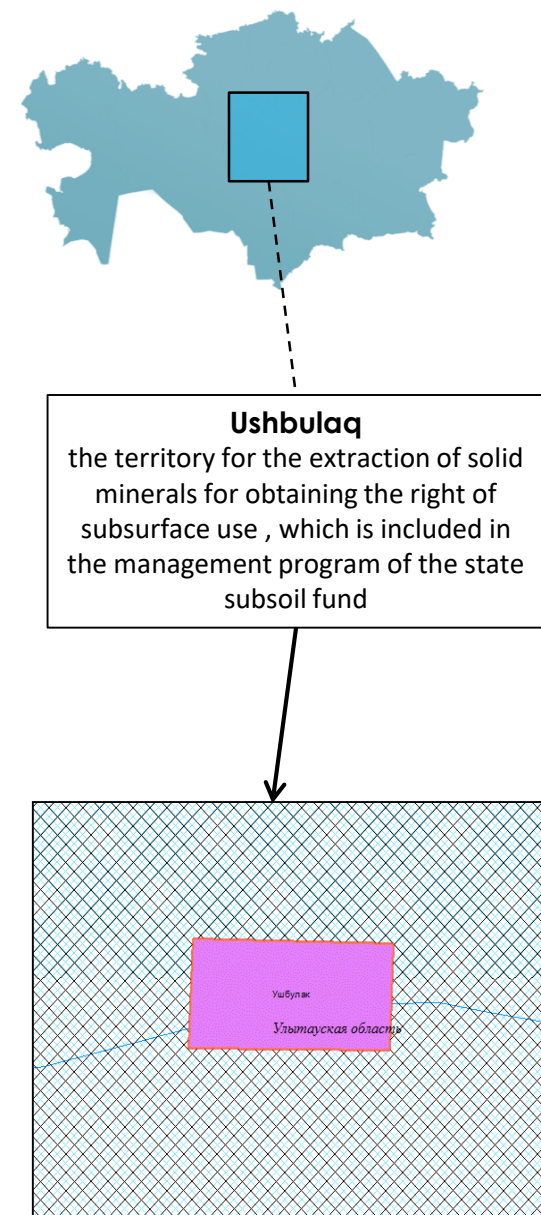 Ushbulaq
the territory for the extraction of solid
minerals for obtaining the right of
subsurface use , which is included in
the management program of the state
subsoil fund
Ушбулак
Улытауская область